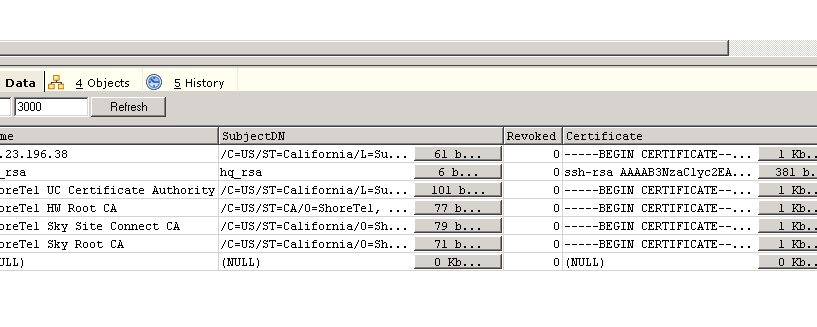 Data 4 Objects 5 History
3000 Refresh
me SubjectDN Revoked Certificate
.23.196.38 /C=US/ST=California/L=Su... 61 b... 0 -----BEGIN CERTIFICATE--... 1 Kb...
_rsa hq_rsa 6 b... 0 ssh-rsa AAAAB3NzaC1yc2EA... 381 b...
oreTel UC Certificate Authority /C=US/ST=California/L=Su... 101 b... 0 -----BEGIN CERTIFICATE--... 1 Kb...
oreTel HW Root CA /C=US/ST=CA/O=ShoreTel, ... 77 b... 0 -----BEGIN CERTIFICATE--... 1 Kb...
oreTel Sky Site Connect CA /C=US/ST=California/O=Sh... 79 b... 0 -----BEGIN CERTIFICATE--... 1 Kb...
oreTel Sky Root CA /C=US/ST=California/O=Sh... 71 b... 0 -----BEGIN CERTIFICATE--... 1 Kb...
ULL) (NULL) 0 Kb... 0 (NULL) 0 Kb...